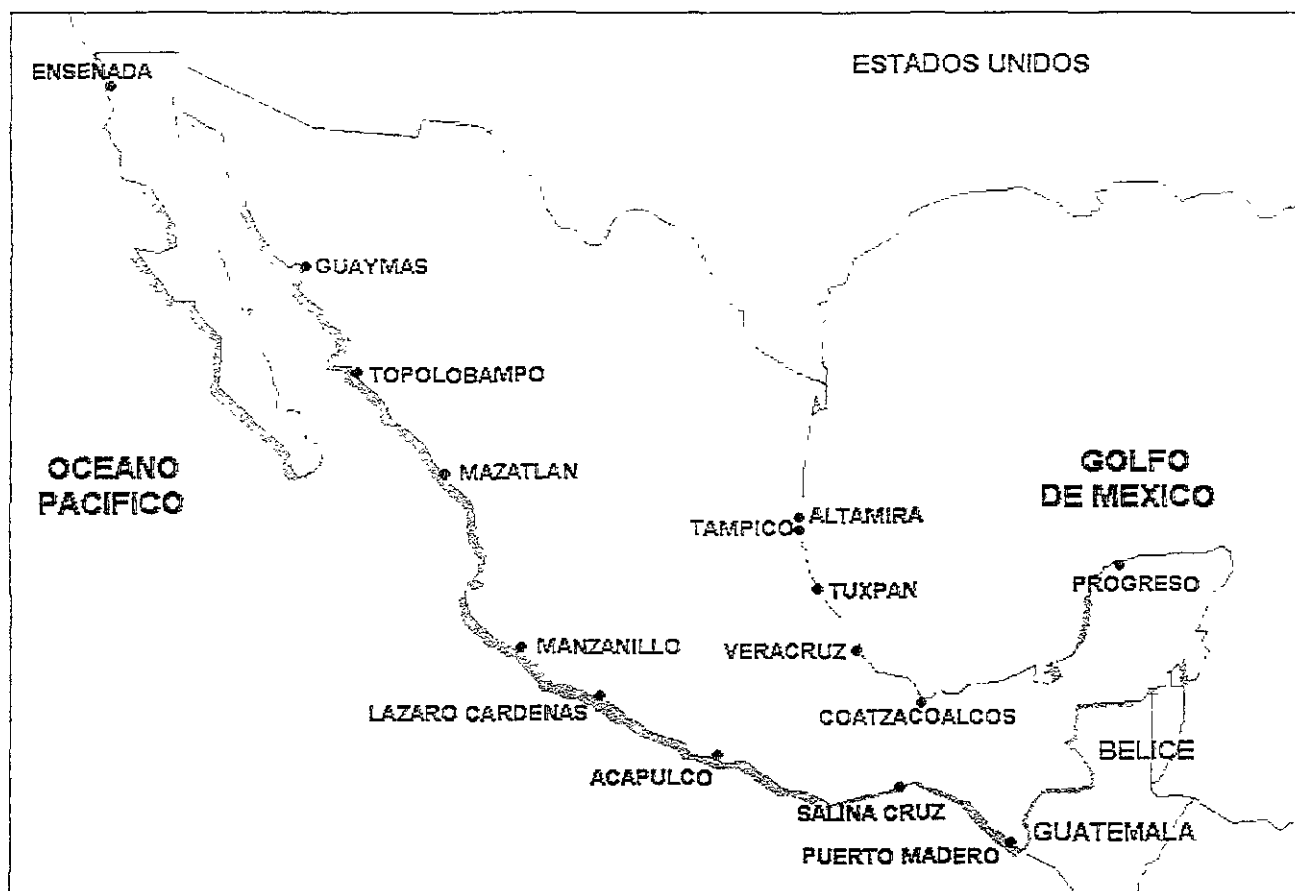 ESTADOS UNIDOS
ENSENADA
GUAYMAS
TOPOLOBAMPO
OCEANO
PACIFICO
MAZATLAN
GOLFO
DE MEXICO
ALTAMIRA
TAMPICO
PROGRESO
TUXPAN
MANZANILLO
VERACRUZ
LAZARO CARDENAS
COATZACOALCOS
BELICE
ACAPULCO
SALINA CRUZ
GUATEMALA
PUERTO MADERO